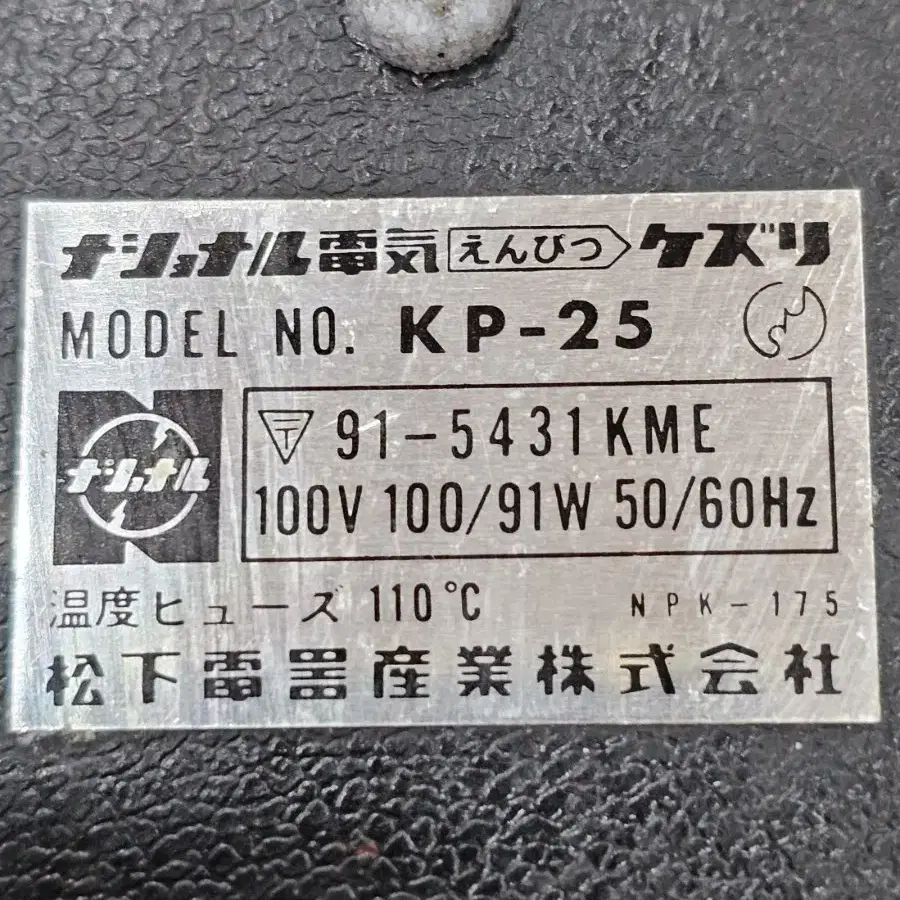 ナショナル電気えんぴつケズリ
MODEL NO. KP-25
ナショナル
〒 91-5431 KME
100V 100/91W 50/60Hz
温度ヒューズ 110℃ NPK-175
松下電器産業株式会社